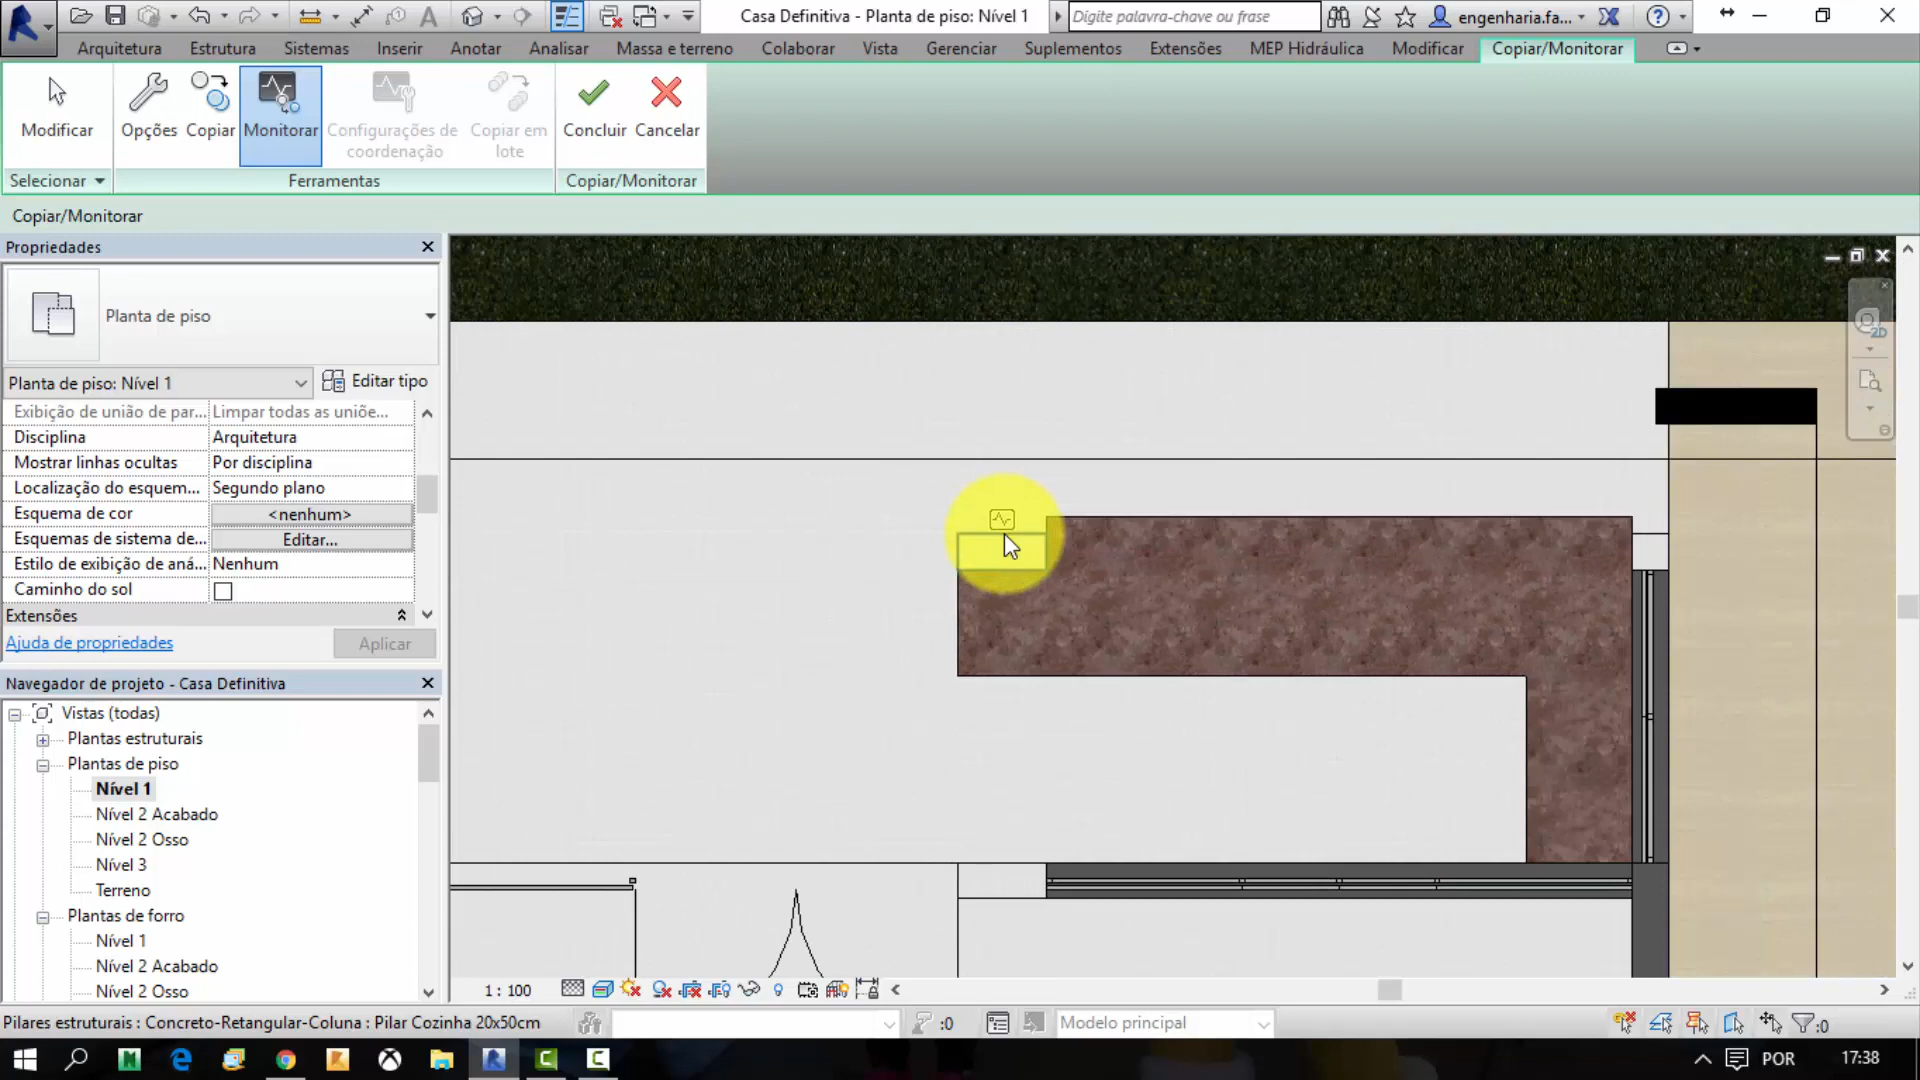 Casa Definitiva - Planta de piso: Nível 1
Digite palavra-chave ou frase
engenharia.fa...
Arquitetura Estrutura Sistemas Inserir Anotar Analisar Massa e terreno Colaborar Vista Gerenciar Suplementos Extensões MEP Hidráulica Modificar Copiar/Monitorar
Modificar Opções Copiar Monitorar Configurações de coordenação Copiar em lote Concluir Cancelar
Selecionar Ferramentas Copiar/Monitorar
Copiar/Monitorar
Propriedades
Planta de piso
Planta de piso: Nível 1 Editar tipo
Exibição de união de par... Limpar todas as uniõe...
Disciplina Arquitetura
Mostrar linhas ocultas Por disciplina
Localização do esquem... Segundo plano
Esquema de cor <nenhum>
Esquemas de sistema de... Editar...
Estilo de exibição de aná... Nenhum
Caminho do sol
Extensões
Ajuda de propriedades Aplicar
Navegador de projeto - Casa Definitiva
Vistas (todas)
Plantas estruturais
Plantas de piso
Nível 1
Nível 2 Acabado
Nível 2 Osso
Nível 3
Terreno
Plantas de forro
Nível 1
Nível 2 Acabado
Nível 2 Osso
2D
1 : 100
Pilares estruturais : Concreto-Retangular-Coluna : Pilar Cozinha 20x50cm
:0
Modelo principal
:0
POR
17:38